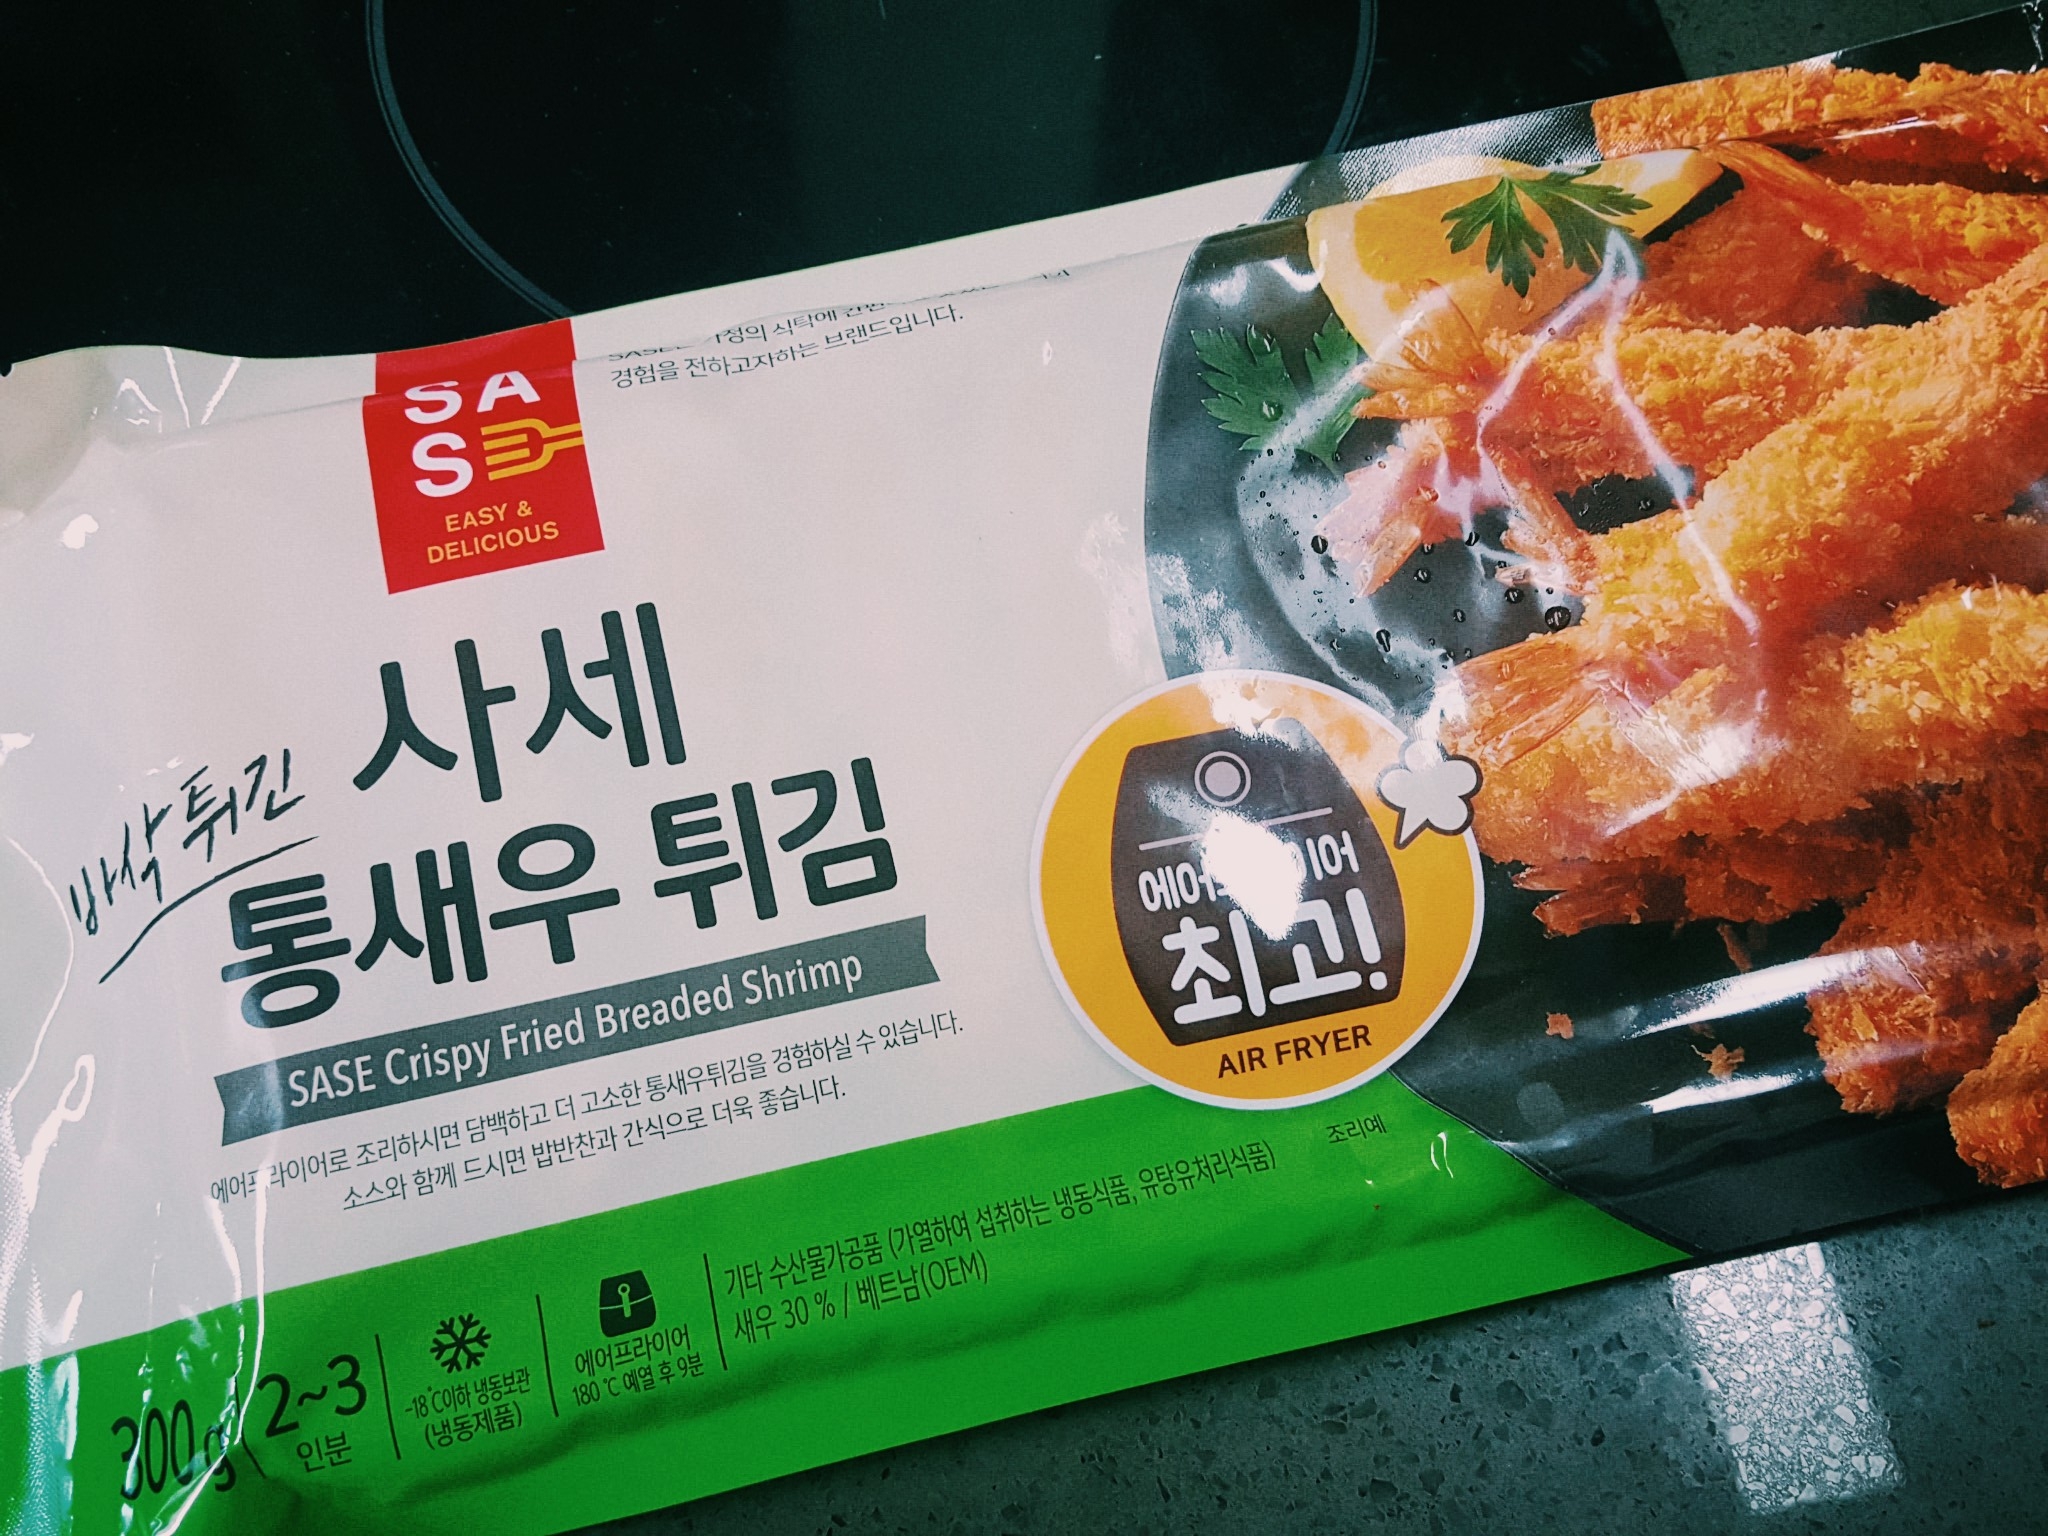 정의 식탁에
경험을 전하고자하는 브랜드입니다.
SA
S
EASY &
DELICIOUS
바삭 튀긴
사세
통새우 튀김
SASE Crispy Fried Breaded Shrimp
에어프라이어로 조리하시면 담백하고 더 고소한 통새우튀김을 경험하실 수 있습니다.
소스와 함께 드시면 밥반찬과 간식으로 더욱 좋습니다.
최고!
AIR FRYER
조리예
300g
2~3
인분
-18℃이하 냉동보관
(냉동제품)
에어프라이어
180℃ 예열 후 9분
기타 수산물가공품 (가열하여 섭취하는 냉동식품, 유탕유처리식품)
새우 30 % / 베트남(OEM)